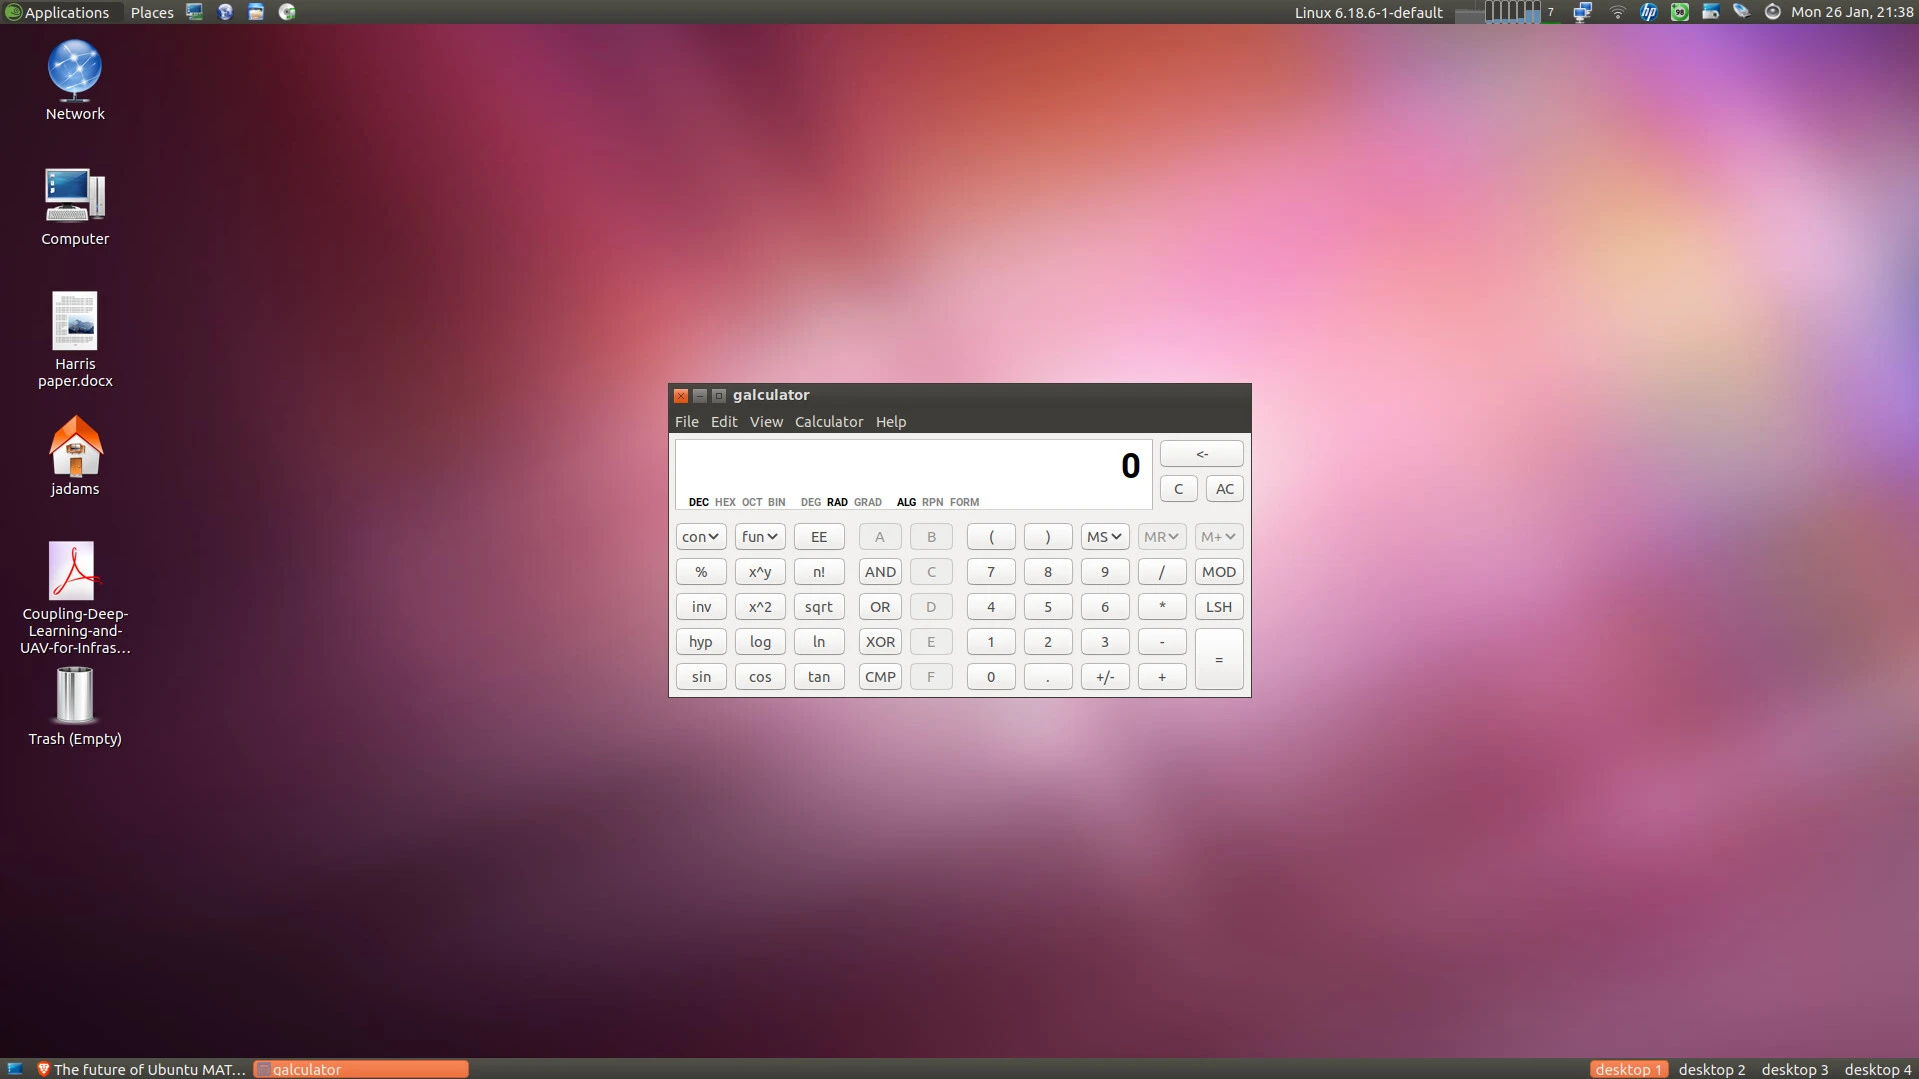 Applications Places Linux 6.18.6-1-default 7 hp 98 Mon 26 Jan, 21:38
Network
Computer
Harris
paper.docx
jadams
Coupling-Deep-
Learning-and-
UAV-for-Infras...
Trash (Empty)
galculator
File Edit View Calculator Help
0
DEC HEX OCT BIN DEG RAD GRAD ALG RPN FORM
<-
C AC
con fun EE A B ( ) MS MR M+
% x^y n! AND C 7 8 9 / MOD
inv x^2 sqrt OR D 4 5 6 * LSH
hyp log ln XOR E 1 2 3 -
=
sin cos tan CMP F 0 . +/- +
The future of Ubuntu MAT... galculator desktop 1 desktop 2 desktop 3 desktop 4